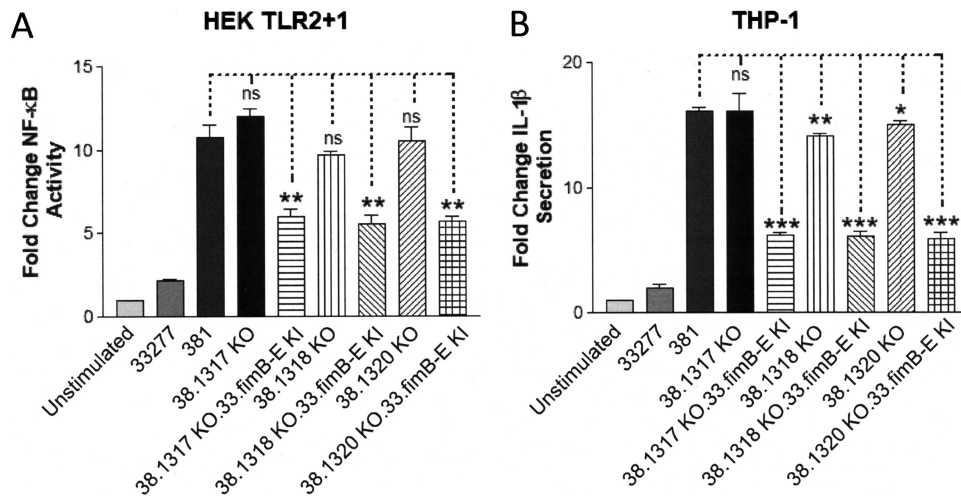 A
HEK TLR2+1
Fold Change NF-κB
Activity
15
10
5
0
ns
**
ns
**
ns
**
Unstimulated
33277
381
38.1317 KO
38.1317 KO.33.fimB-E KI
38.1318 KO
38.1318 KO.33.fimB-E KI
38.1320 KO
38.1320 KO.33.fimB-E KI
B
THP-1
Fold Change IL-1β
Secretion
20
10
0
ns
***
**
***
*
***
Unstimulated
33277
381
38.1317 KO
38.1317 KO.33.fimB-E KI
38.1318 KO
38.1318 KO.33.fimB-E KI
38.1320 KO
38.1320 KO.33.fimB-E KI